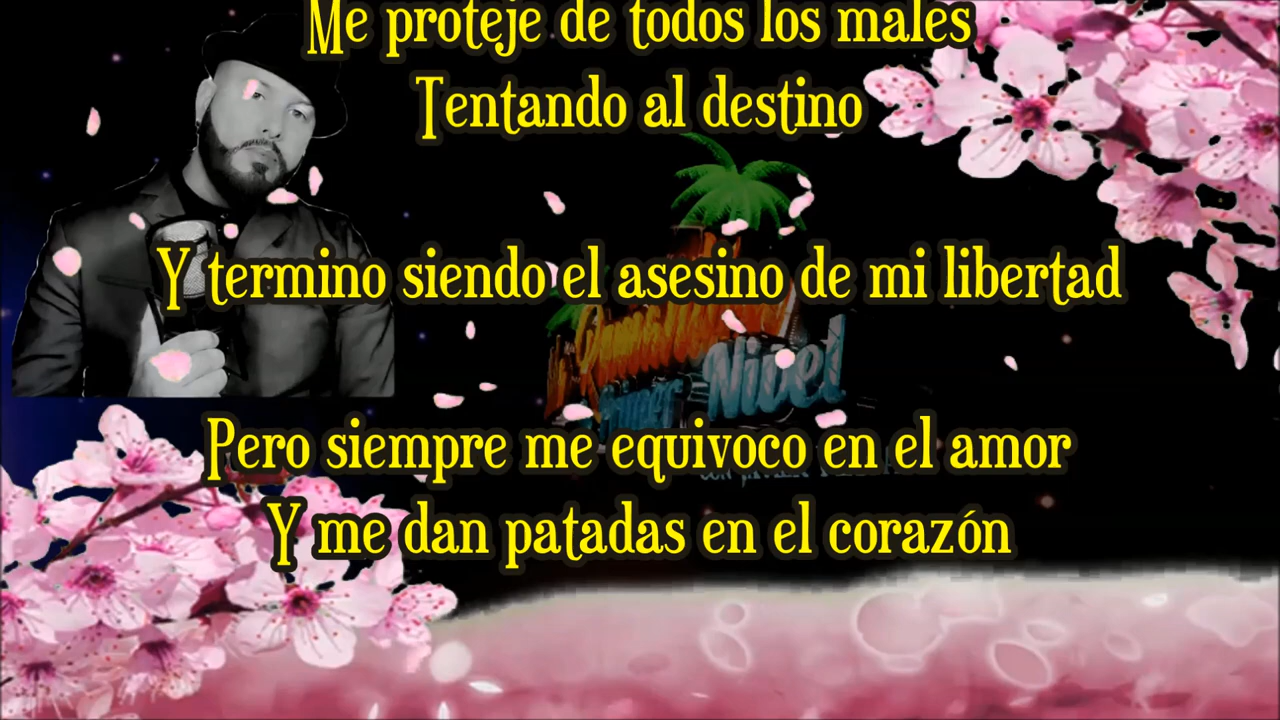 Me proteje de todos los males
Tentando al destino
Y termino siendo el asesino de mi libertad
Nivel
Pero siempre me equivoco en el amor
Y me dan patadas en el corazón